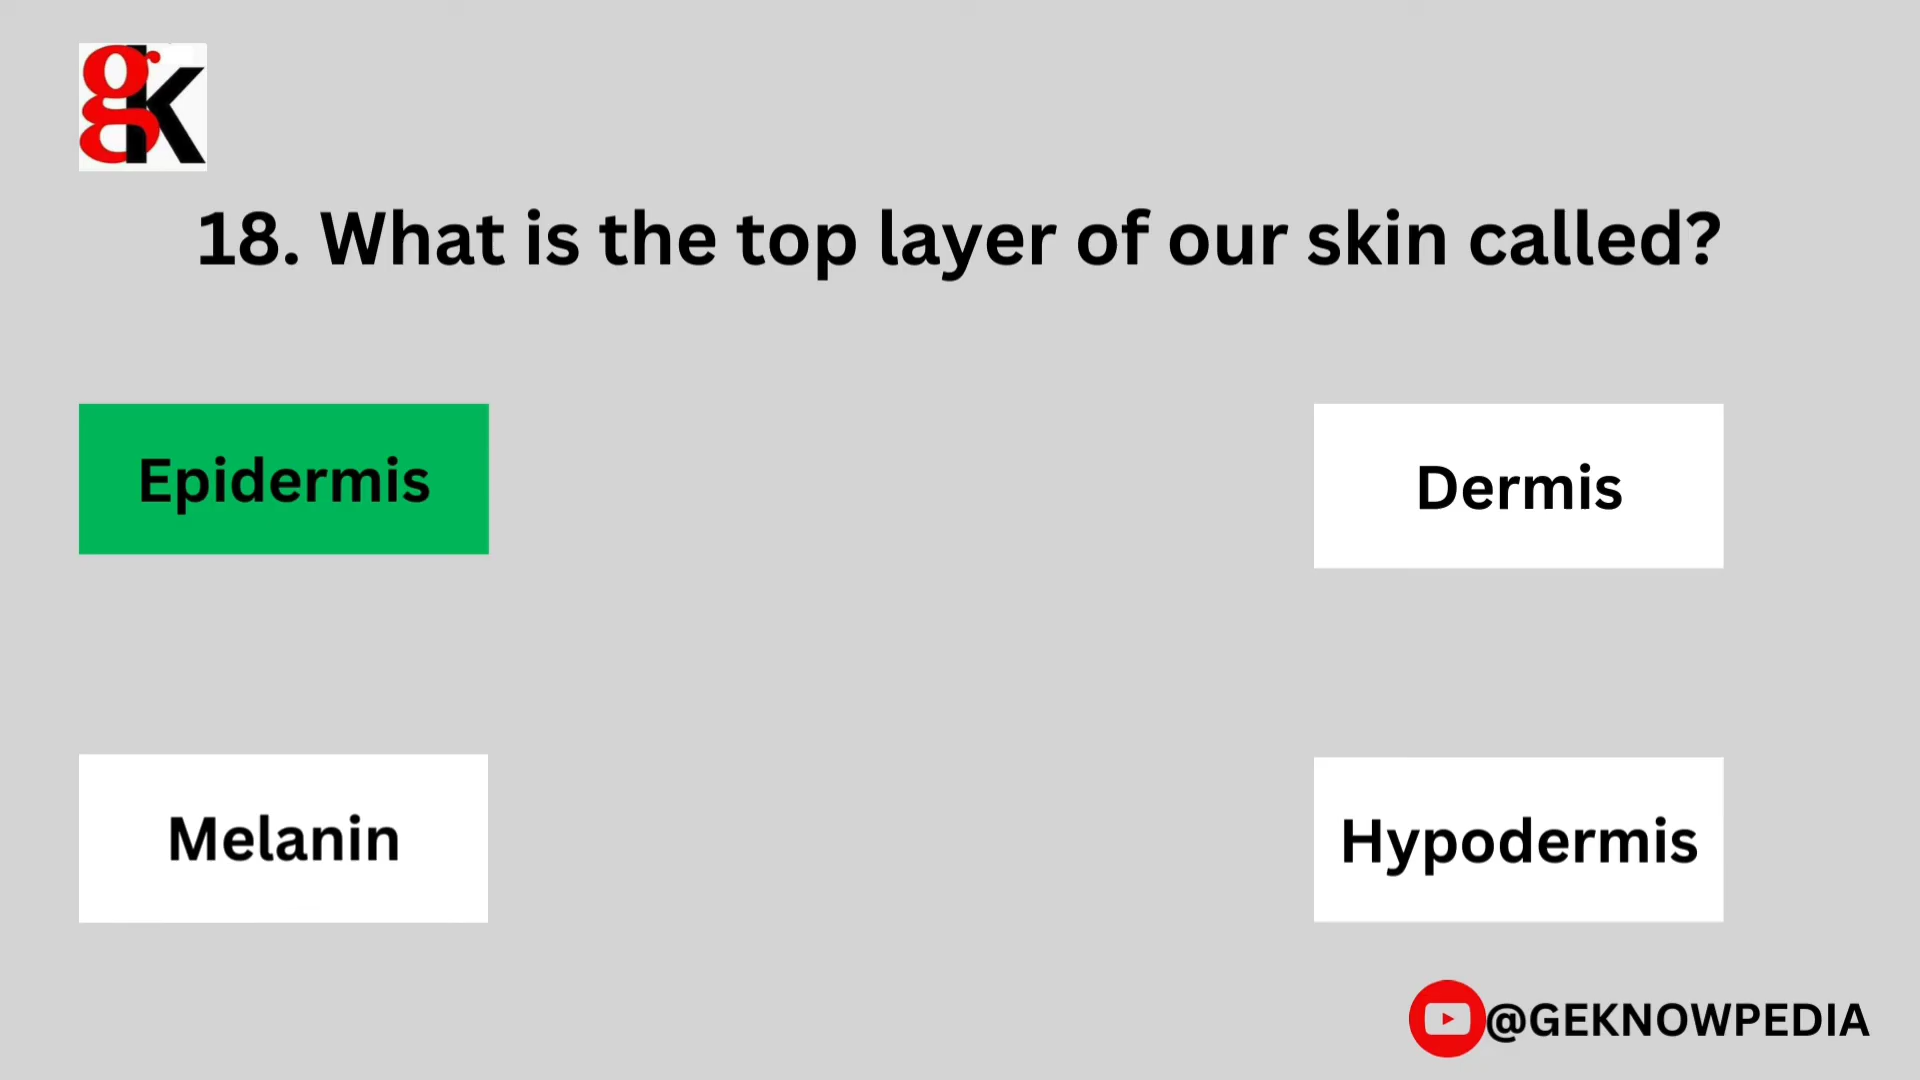 gk
18. What is the top layer of our skin called?
Epidermis
Dermis
Melanin
Hypodermis
@GEKNOWPEDIA